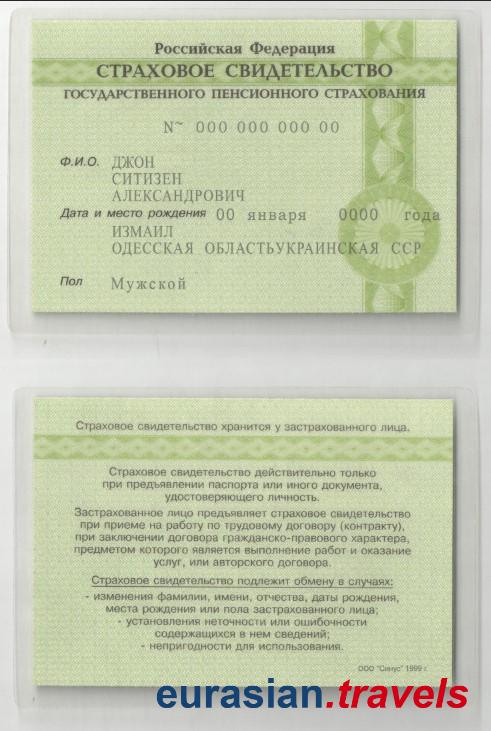 Российская Федерация
СТРАХОВОЕ СВИДЕТЕЛЬСТВО
ГОСУДАРСТВЕННОГО ПЕНСИОННОГО СТРАХОВАНИЯ
N~ 000 000 000 00
Ф.И.О. ДЖОН
СИТИЗЕН
АЛЕКСАНДРОВИЧ
Дата и место рождения 00 января 0000 года
ИЗМАИЛ
ОДЕССКАЯ ОБЛАСТЬУКРАИНСКАЯ ССР
Пол Мужской
Страховое свидетельство хранится у застрахованного лица.
Страховое свидетельство действительно только
при предъявлении паспорта или иного документа,
удостоверяющего личность.
Застрахованное лицо предъявляет страховое свидетельство
при приеме на работу по трудовому договору (контракту),
при заключении договора гражданско-правового характера,
предметом которого является выполнение работ и оказание
услуг, или авторского договора.
Страховое свидетельство подлежит обмену в случаях:
- изменения фамилии, имени, отчества, даты рождения,
места рождения или пола застрахованного лица;
- установления неточности или ошибочности
содержащихся в нем сведений;
- непригодности для использования.
ООО "Синус" 1999 г.
eurasian.travels